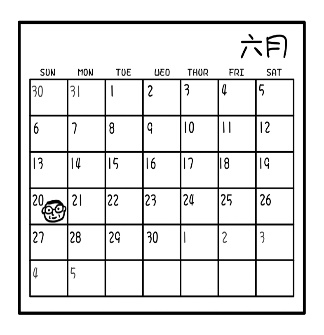 六月
SUN MON TUE WED THUR FRI SAT
30 31 1 2 3 4 5
6 7 8 9 10 11 12
13 14 15 16 17 18 19
20 21 22 23 24 25 26
27 28 29 30 1 2 3
4 5